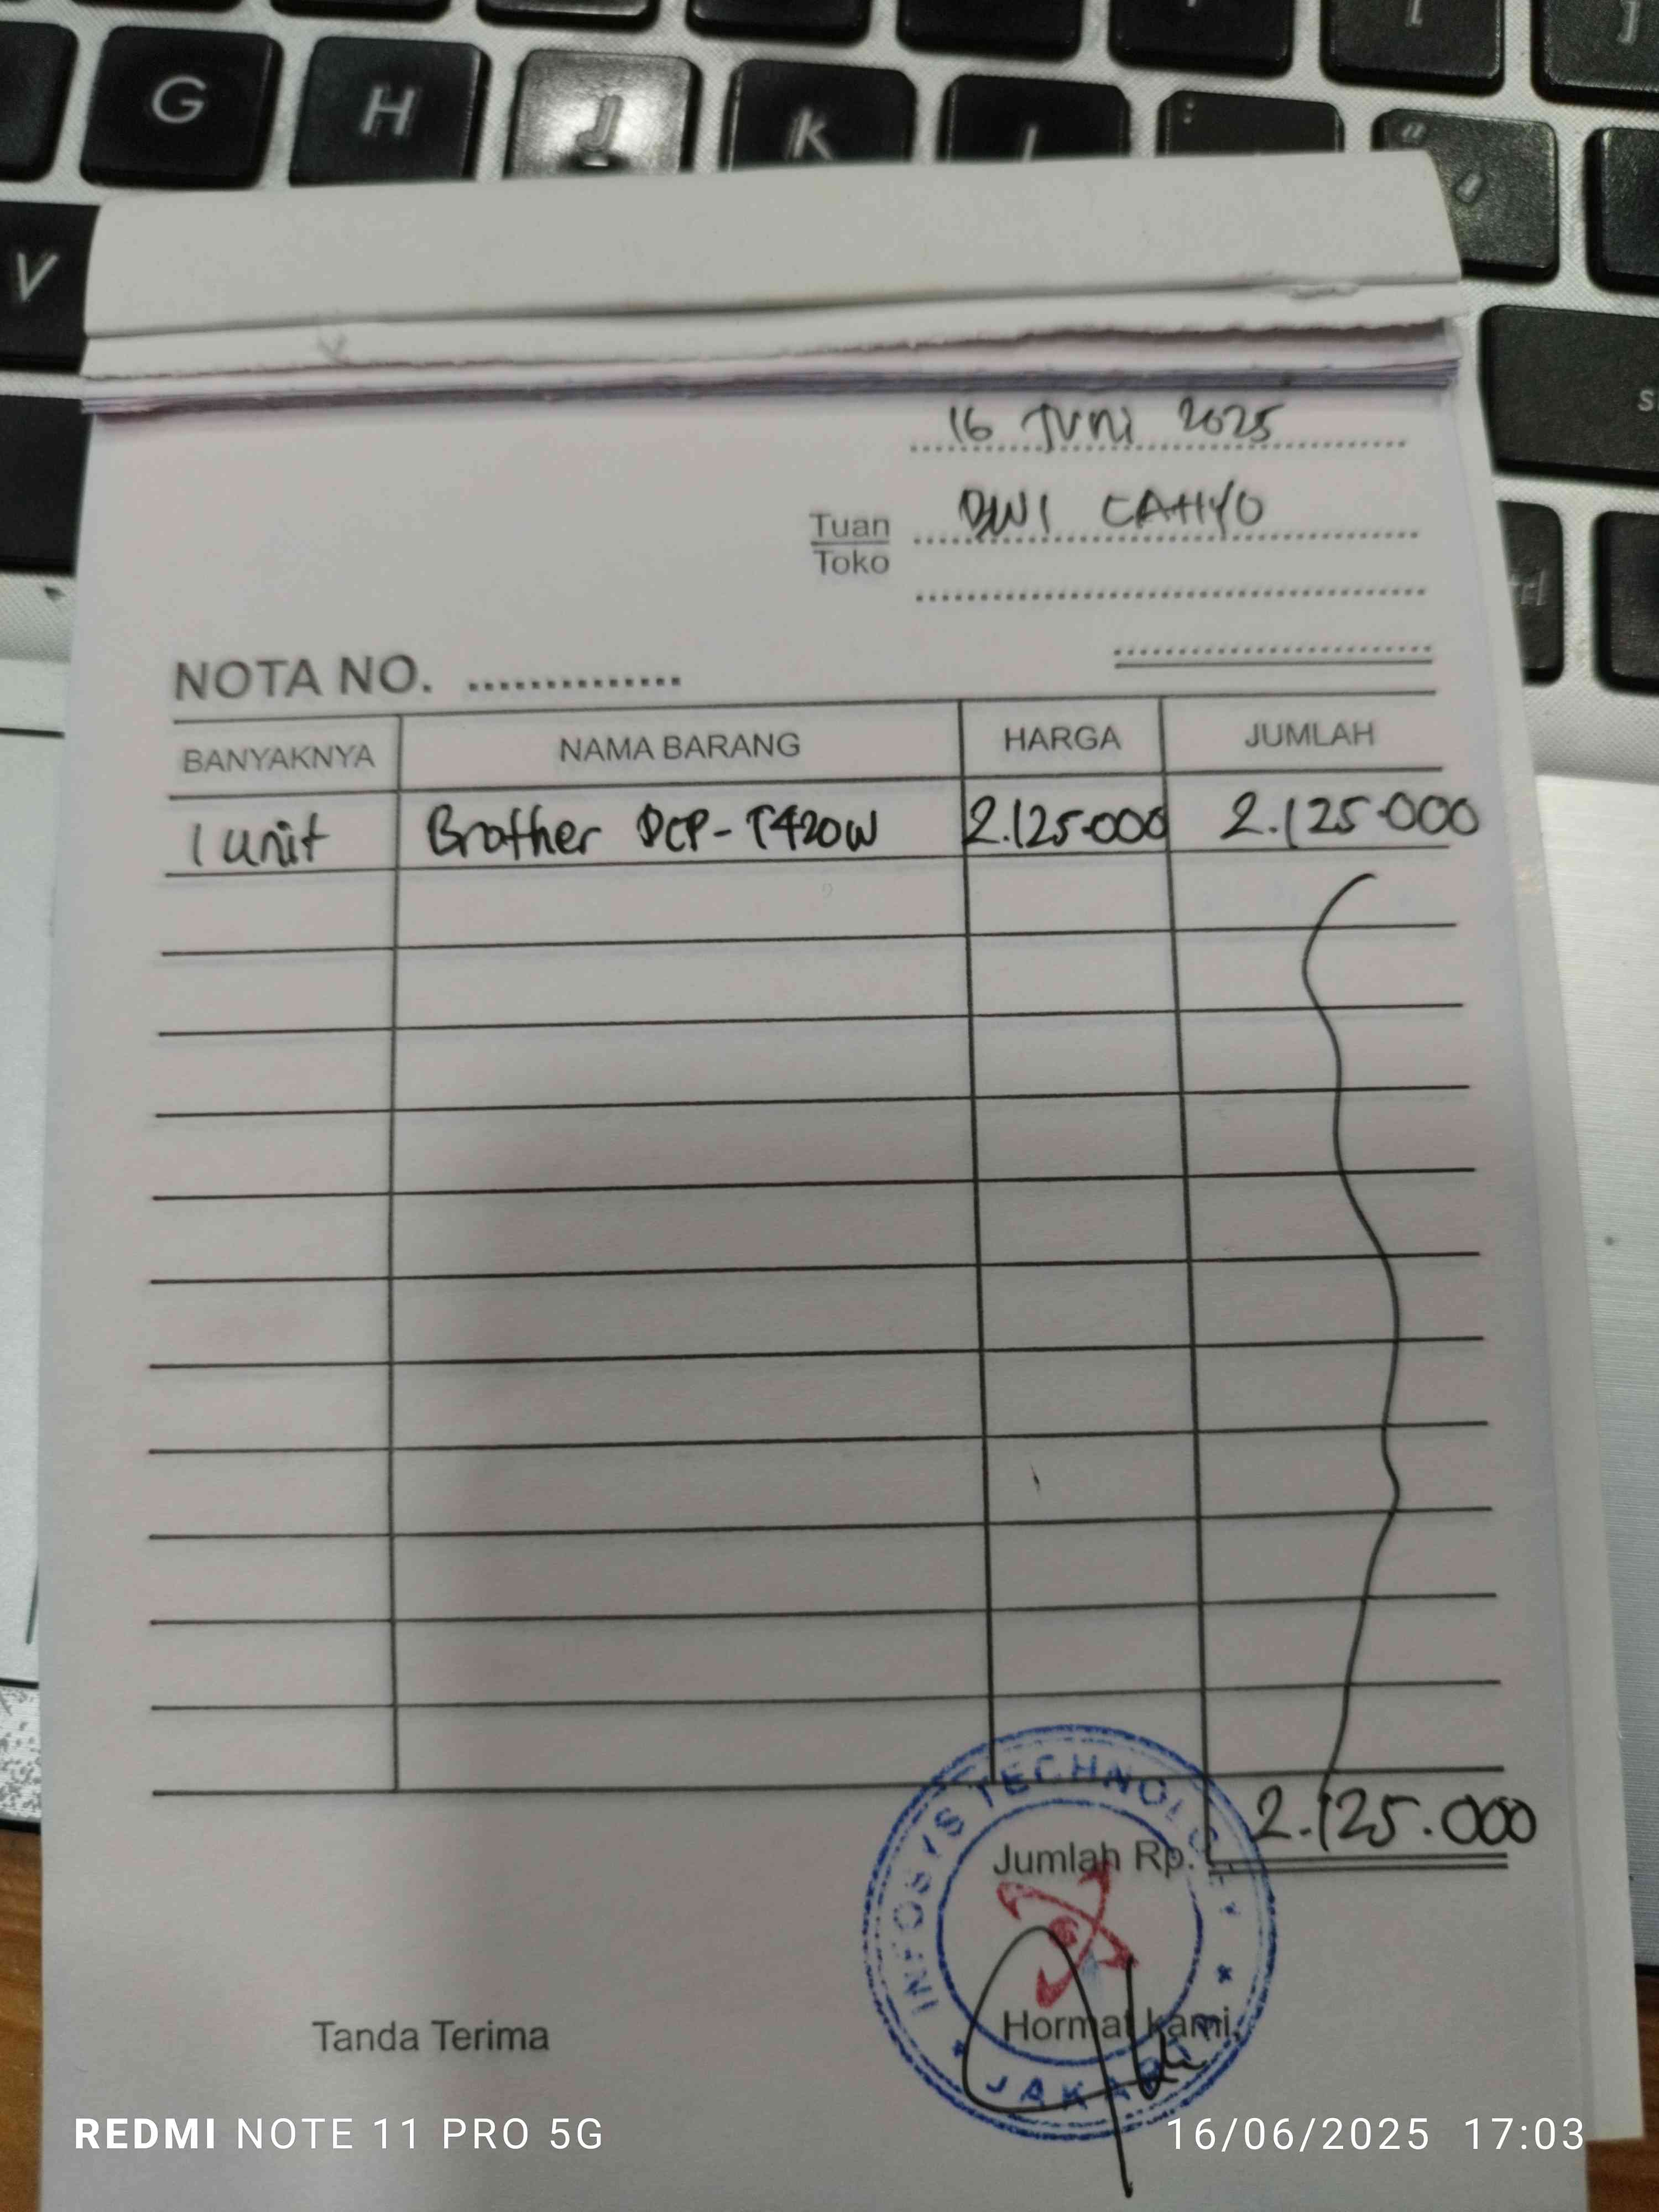 G H J K L ; "
V '
16 Juni 2025
Tuan DWI CAHYO
Toko
NOTA NO. ..............
BANYAKNYA NAMA BARANG HARGA JUMLAH
1 unit Brother DCP-T420W 2.125.000 2.125.000
Jumlah Rp. 2.125.000
INFOSYS TECHNOLOGY
JAKARTA
Tanda Terima Hormat kami,
REDMI NOTE 11 PRO 5G 16/06/2025 17:03